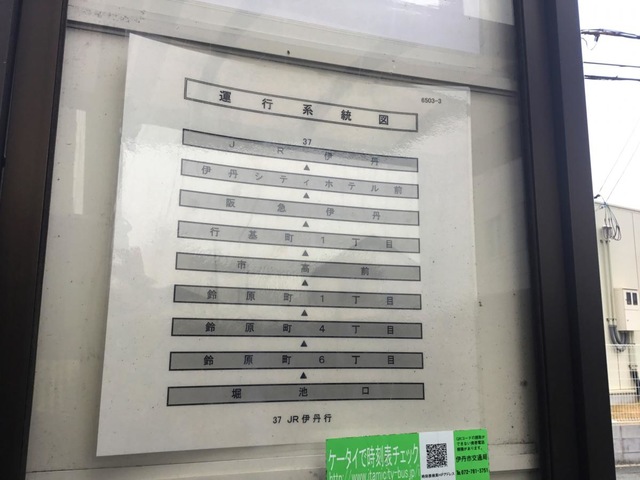 運行系統図
6503-3
37
JR伊丹
▲
伊丹シティホテル前
▲
阪急伊丹
▲
行基町1丁目
▲
市高前
▲
鈴原町1丁目
▲
鈴原町4丁目
▲
鈴原町6丁目
▲
堀池口
37 JR伊丹行
ケータイで時刻表チェック
伊丹市交通局